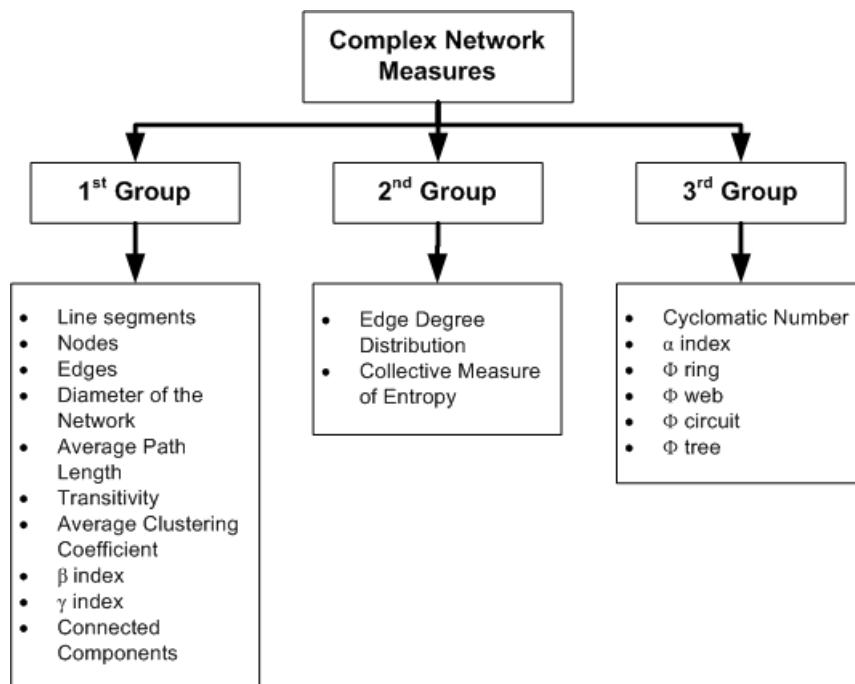 Complex Network
Measures
1st Group
2nd Group
3rd Group
• Line segments
• Nodes
• Edges
• Diameter of the
Network
• Average Path
Length
• Transitivity
• Average Clustering
Coefficient
• β index
• γ index
• Connected
Components
• Edge Degree
Distribution
• Collective Measure
of Entropy
• Cyclomatic Number
• α index
• Φ ring
• Φ web
• Φ circuit
• Φ tree